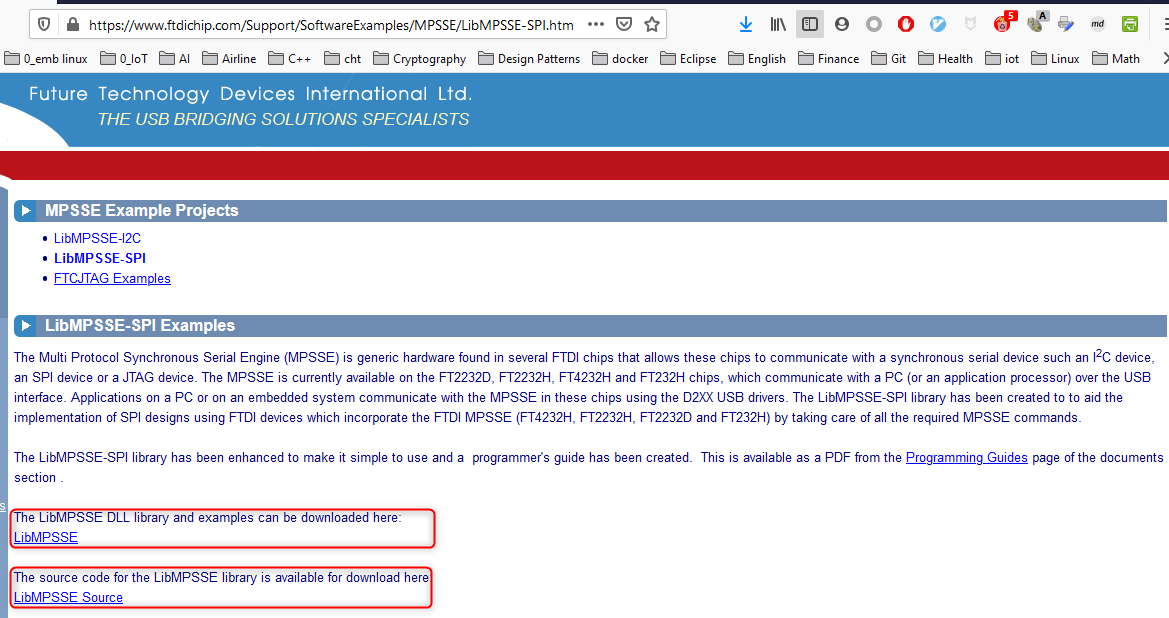 https://www.ftdichip.com/Support/SoftwareExamples/MPSSE/LibMPSSE-SPI.htm
5
A
md
0_emb linux 0_IoT AI Airline C++ cht Cryptography Design Patterns docker Eclipse English Finance Git Health iot Linux Math
Future Technology Devices International Ltd.
THE USB BRIDGING SOLUTIONS SPECIALISTS
MPSSE Example Projects
• LibMPSSE-I2C
• LibMPSSE-SPI
• FTCJTAG Examples
LibMPSSE-SPI Examples
The Multi Protocol Synchronous Serial Engine (MPSSE) is generic hardware found in several FTDI chips that allows these chips to communicate with a synchronous serial device such an I²C device,
an SPI device or a JTAG device. The MPSSE is currently available on the FT2232D, FT2232H, FT4232H and FT232H chips, which communicate with a PC (or an application processor) over the USB
interface. Applications on a PC or on an embedded system communicate with the MPSSE in these chips using the D2XX USB drivers. The LibMPSSE-SPI library has been created to to aid the
implementation of SPI designs using FTDI devices which incorporate the FTDI MPSSE (FT4232H, FT2232H, FT2232D and FT232H) by taking care of all the required MPSSE commands.
The LibMPSSE-SPI library has been enhanced to make it simple to use and a programmer's guide has been created. This is available as a PDF from the Programming Guides page of the documents
section .
s
The LibMPSSE DLL library and examples can be downloaded here:
LibMPSSE
The source code for the LibMPSSE library is available for download here:
LibMPSSE Source